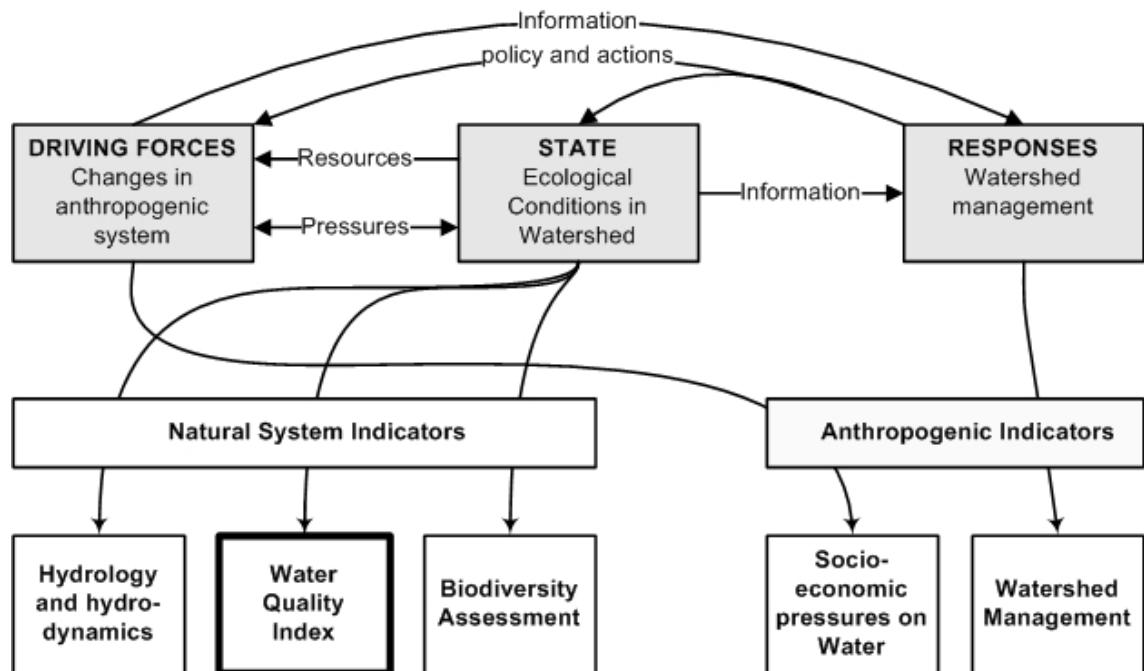 Information
policy and actions
DRIVING FORCES
Changes in
anthropogenic
system
Resources
Pressures
STATE
Ecological
Conditions in
Watershed
Information
RESPONSES
Watershed
management
Natural System Indicators
Anthropogenic Indicators
Hydrology
and hydro-
dynamics
Water
Quality
Index
Biodiversity
Assessment
Socio-
economic
pressures on
Water
Watershed
Management